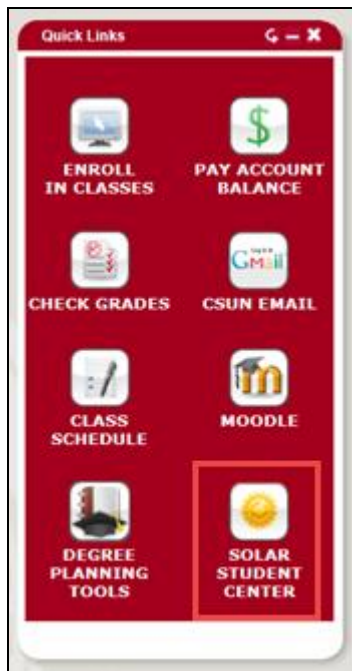 Quick Links
ENROLL
IN CLASSES
PAY ACCOUNT
BALANCE
$
CHECK GRADES
CSUN EMAIL
GMail
CLASS
SCHEDULE
MOODLE
m
DEGREE
PLANNING
TOOLS
SOLAR
STUDENT
CENTER